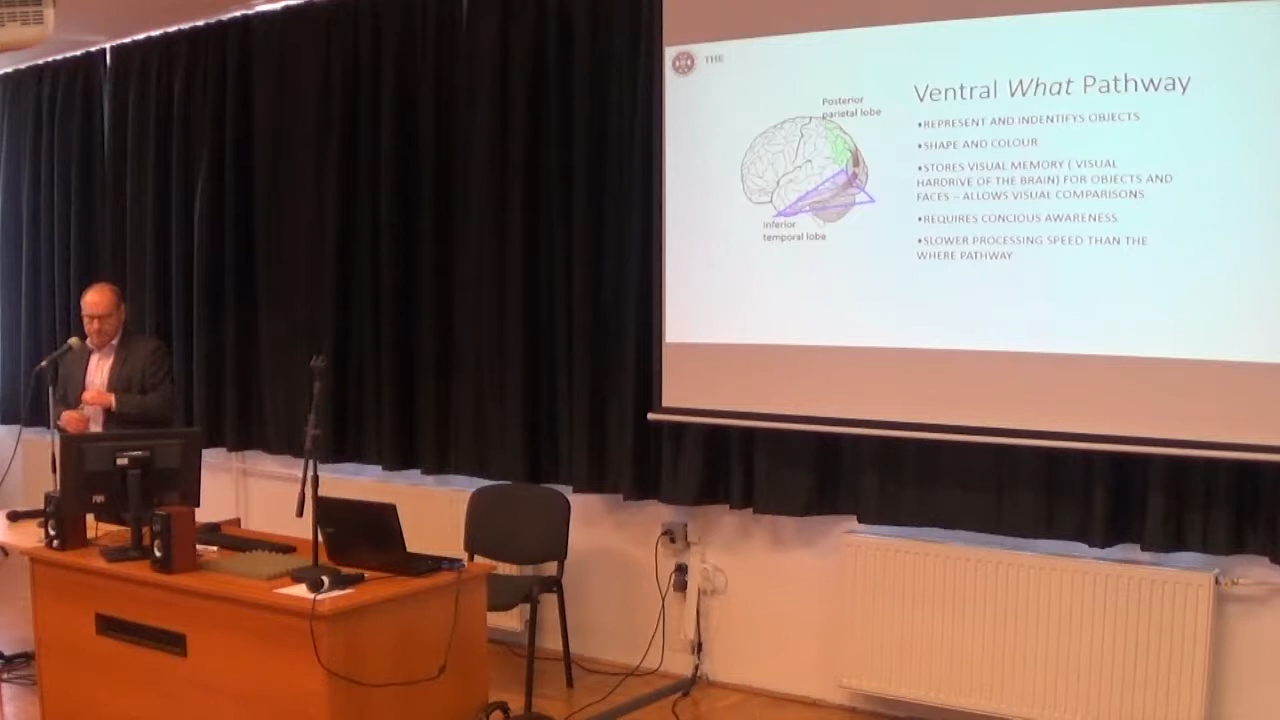 THE
Ventral What Pathway
Posterior
parietal lobe
•REPRESENT AND INDENTIFYS OBJECTS
•SHAPE AND COLOUR
•STORES VISUAL MEMORY ( VISUAL
HARDRIVE OF THE BRAIN) FOR OBJECTS AND
FACES – ALLOWS VISUAL COMPARISONS
•REQUIRES CONCIOUS AWARENESS
•SLOWER PROCESSING SPEED THAN THE
WHERE PATHWAY
Inferior
temporal lobe